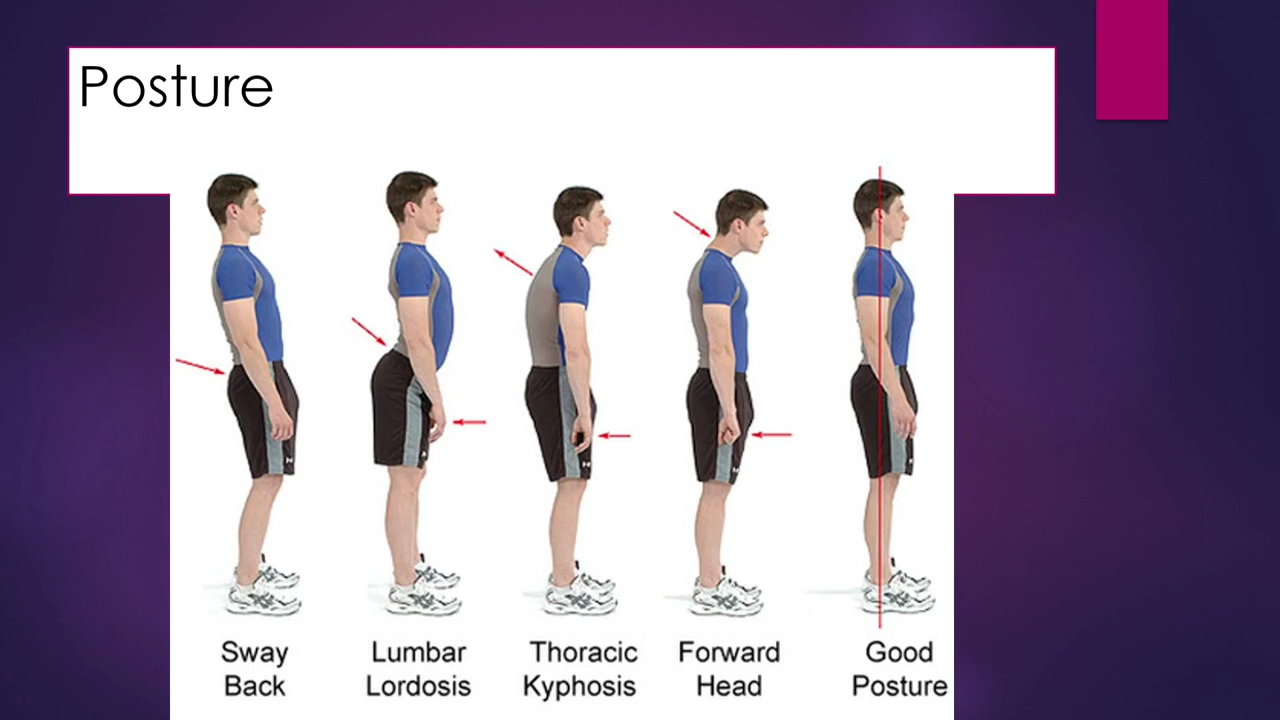 Posture
Sway Back
Lumbar Lordosis
Thoracic Kyphosis
Forward Head
Good Posture